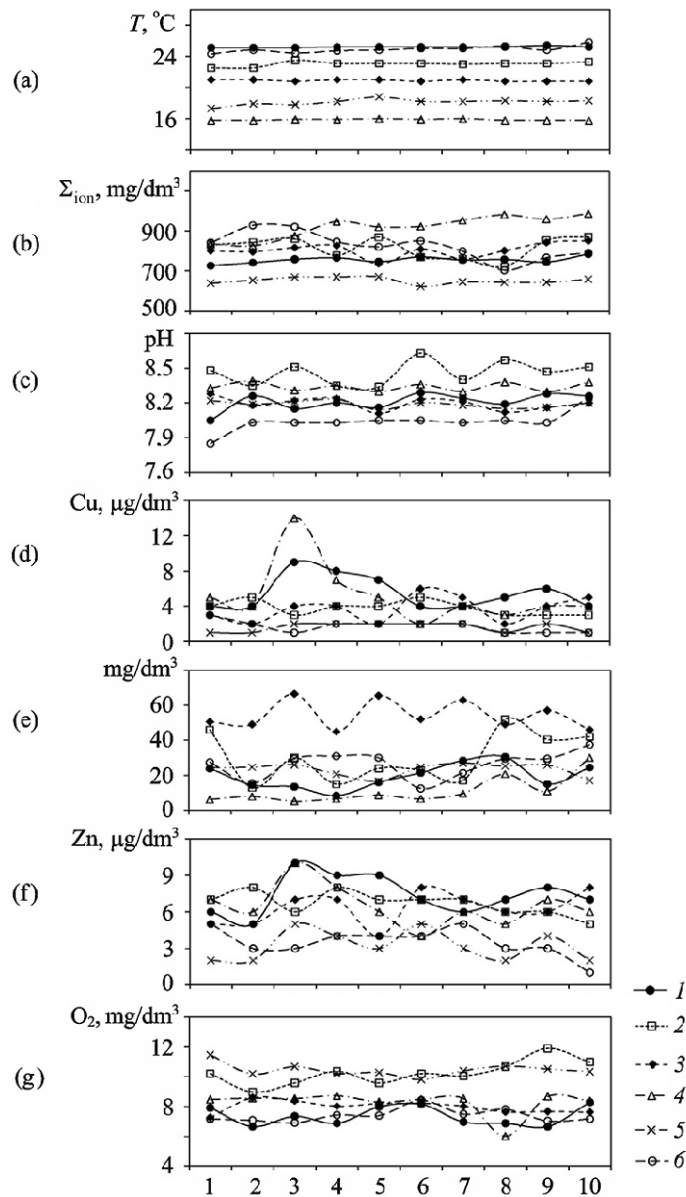 T, °C
24
(a)
16
Σion, mg/dm³
900
(b)
700
500
pH
8.5
(c)
8.2
7.9
7.6
Cu, µg/dm³
12
(d)
8
4
0
mg/dm³
60
(e)
40
20
0
Zn, µg/dm³
9
(f)
6
3
0
O₂, mg/dm³
12
(g)
8
4
1 2 3 4 5 6 7 8 9 10
1
2
3
4
5
6